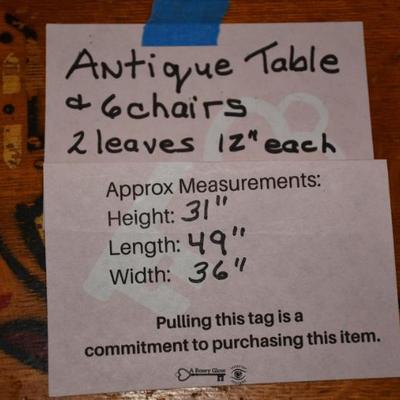 Antique Table
& 6 chairs
2 leaves 12" each
Approx Measurements:
Height: 31"
Length: 49"
Width: 36"
Pulling this tag is a
commitment to purchasing this item.